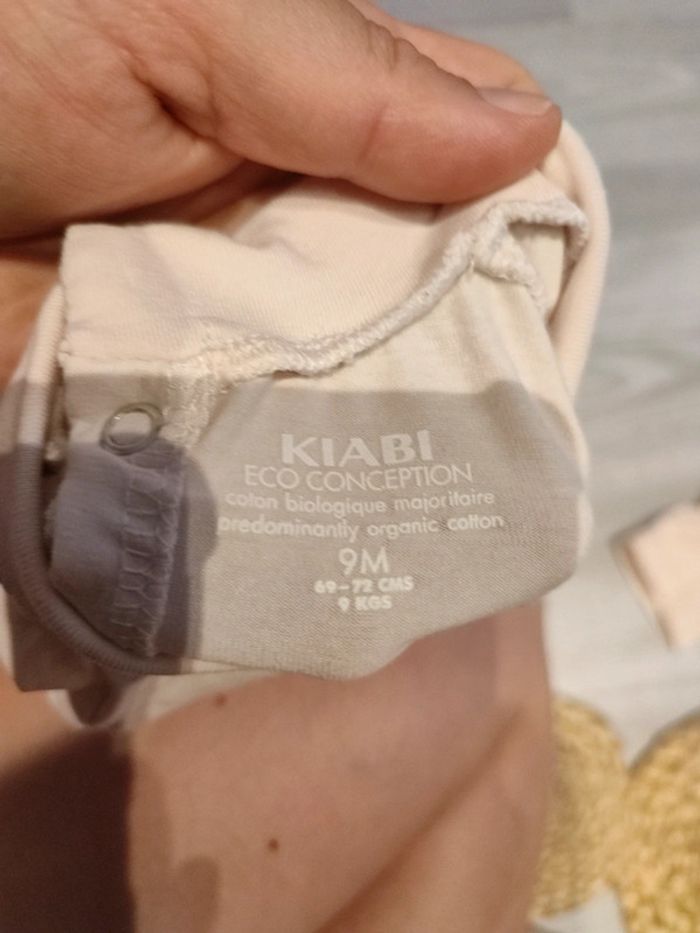 KIABI
ECO CONCEPTION
coton biologique majoritaire
predominantly organic cotton
9M
69-72 CMS
9 KGS